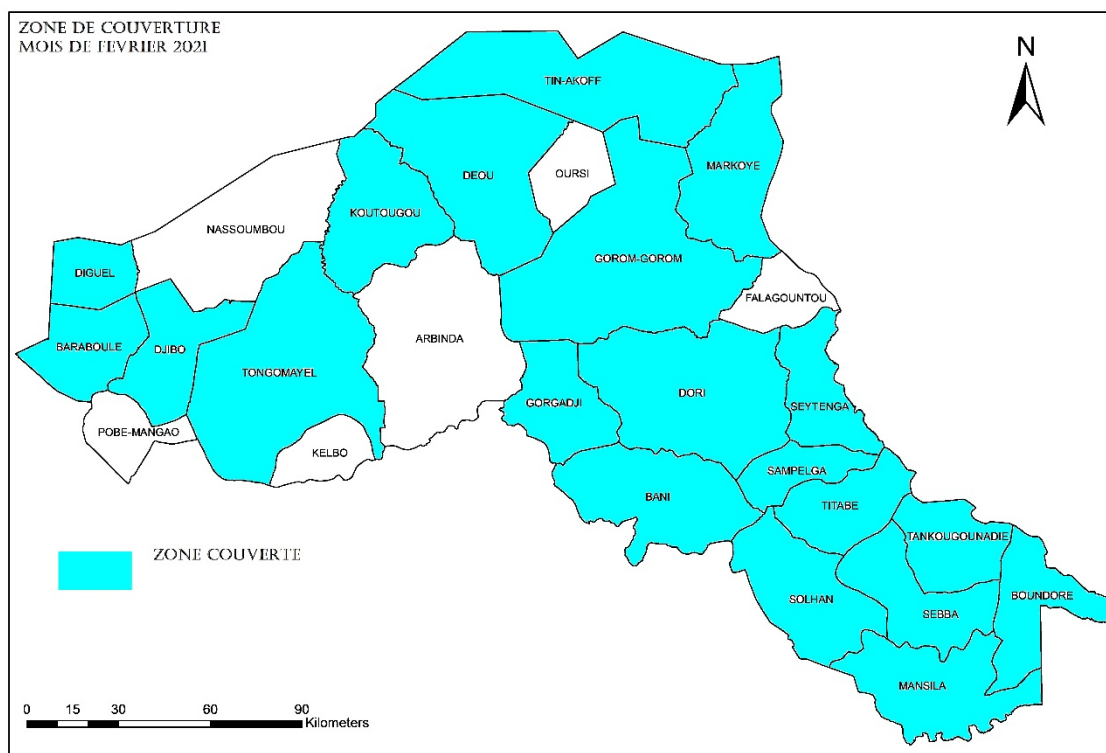 ZONE DE COUVERTURE
MOIS DE FEVRIER 2021
N
TIN-AKOFF
MARKOYE
OURSI
DEOU
KOUTOUGOU
NASSOUMBOU
GOROM-GOROM
DIGUEL
FALAGOUNTOU
ARBINDA
BARABOULE
DJIBO
TONGOMAYEL
DORI
GORGADJI
SEYTENGA
POBE-MANGAO
KELBO
SAMPELGA
BANI
TITABE
TANKOUGOUNADIE
ZONE COUVERTE
BOUNDORE
SOLHAN
SEBBA
MANSILA
0 15 30 60 90
Kilometers